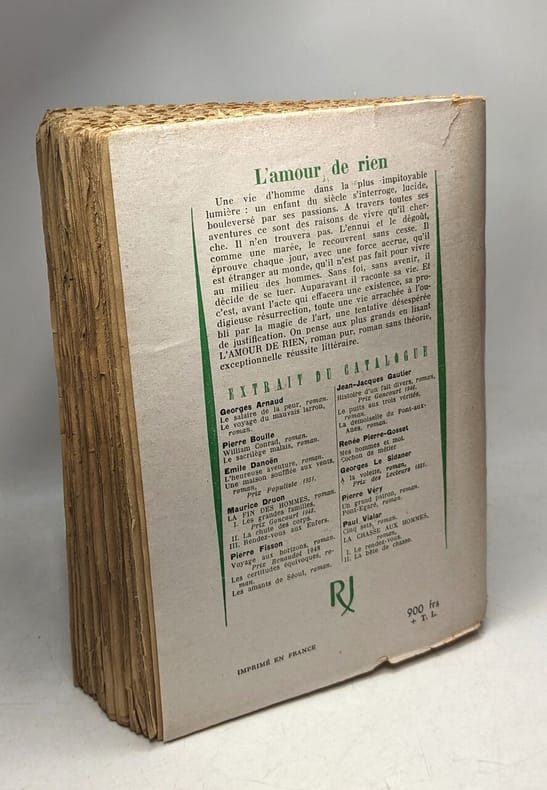 L'amour de rien
Une vie d'homme dans la plus impitoyable
lumière : un enfant du siècle s'interroge, lucide,
bouleversé par ses passions. A travers toutes ses
aventures ce sont des raisons de vivre qu'il cher-
che. Il n'en trouvera pas. L'ennui et le dégoût,
comme une marée, le recouvrent sans cesse. Il
éprouve chaque jour, avec une force accrue, qu'il
est étranger au monde, qu'il n'est pas fait pour vivre
au milieu des hommes. Sans foi, sans avenir, il
décide de se tuer. Auparavant il raconte sa vie. Et
c'est, avant l'acte qui effacera une existence, sa pro-
digieuse résurrection, toute une vie arrachée à l'ou-
bli par la magie de l'art, une tentative désespérée
de justification. On pense aux plus grands en lisant
L'AMOUR DE RIEN, roman pur, roman sans théorie,
exceptionnelle réussite littéraire.
EXTRAIT DU CATALOGUE
Georges Arnaud
Le salaire de la peur, roman.
Le voyage du mauvais larron,
roman.
Pierre Boulle
William Conrad, roman.
Le sacrilège malais, roman.
Emile Danoën
L'heureuse aventure, roman.
Une maison soufflée aux vents,
roman.
Prix Populiste 1951.
Maurice Druon
LA FIN DES HOMMES, roman.
I. Les grandes familles.
Prix Goncourt 1948.
II. La chute des corps.
III. Rendez-vous aux Enfers.
Pierre Fisson
Voyage aux horizons, roman.
Prix Renaudot 1948
Les certitudes équivoques, ro-
man.
Les amants de Séoul, roman.
Jean-Jacques Gautier
Histoire d'un fait divers, roman.
Prix Goncourt 1946.
Le puits aux trois vérités,
roman.
La demoiselle du Pont-aux-
Anes, roman.
Renée Pierre-Gosset
Mes hommes et moi.
Cochon de métier
Georges Le Sidaner
A la volette, roman.
Prix des Lecteurs 1951.
Pierre Véry
Un grand patron, roman.
Pont-Egaré, roman.
Paul Vialar
Cinq sets, roman.
LA CHASSE AUX HOMMES,
roman.
I. Le rendez-vous.
II. La bête de chasse.
RJ
900 frs
+ T. L.
IMPRIMÉ EN FRANCE